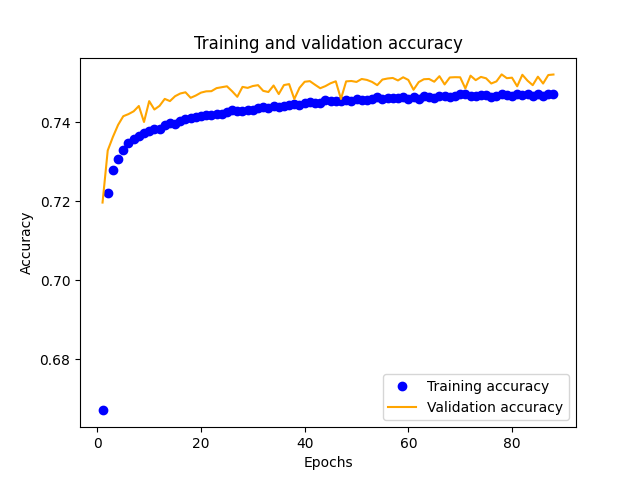 Training and validation accuracy
Accuracy
0.74
0.72
0.70
0.68
Training accuracy
Validation accuracy
0
20
40
60
80
Epochs